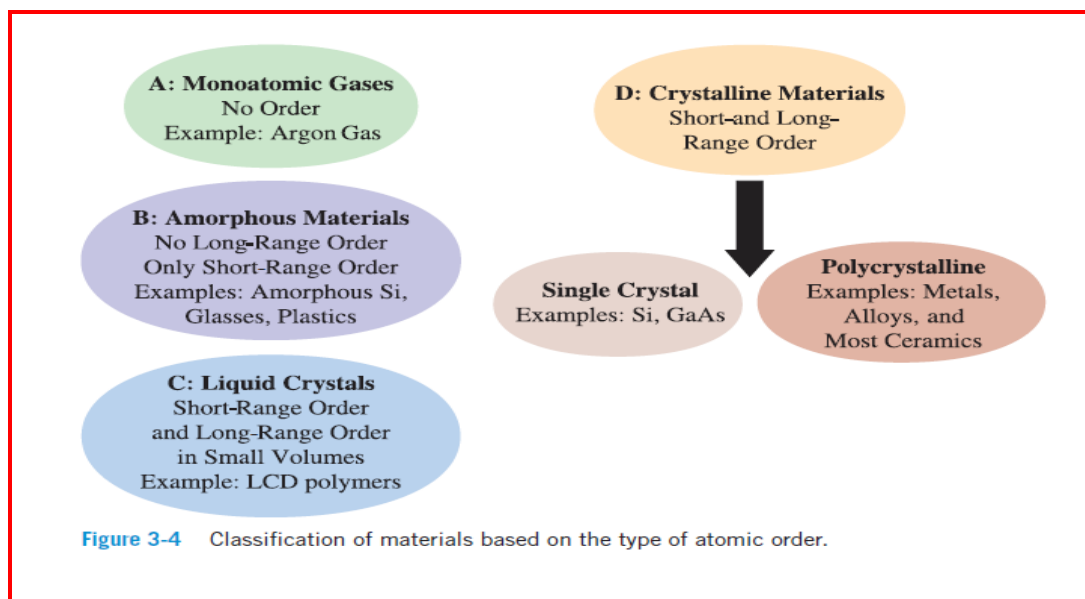 A: Monoatomic Gases
No Order
Example: Argon Gas
B: Amorphous Materials
No Long-Range Order
Only Short-Range Order
Examples: Amorphous Si,
Glasses, Plastics
C: Liquid Crystals
Short-Range Order
and Long-Range Order
in Small Volumes
Example: LCD polymers
D: Crystalline Materials
Short-and Long-
Range Order
Single Crystal
Examples: Si, GaAs
Polycrystalline
Examples: Metals,
Alloys, and
Most Ceramics
Figure 3-4 Classification of materials based on the type of atomic order.